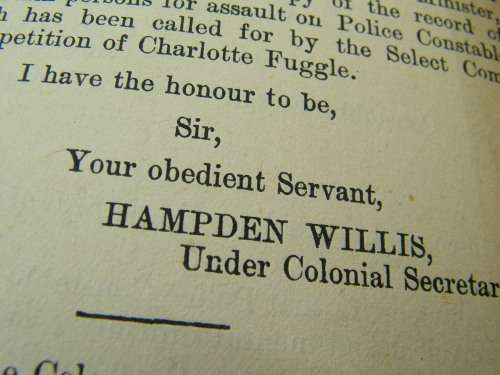 persons for assault on Police Constabl
h has been called for by the Select Com
petition of Charlotte Fuggle.
I have the honour to be,
Sir,
Your obedient Servant,
HAMPDEN WILLIS,
Under Colonial Secretar